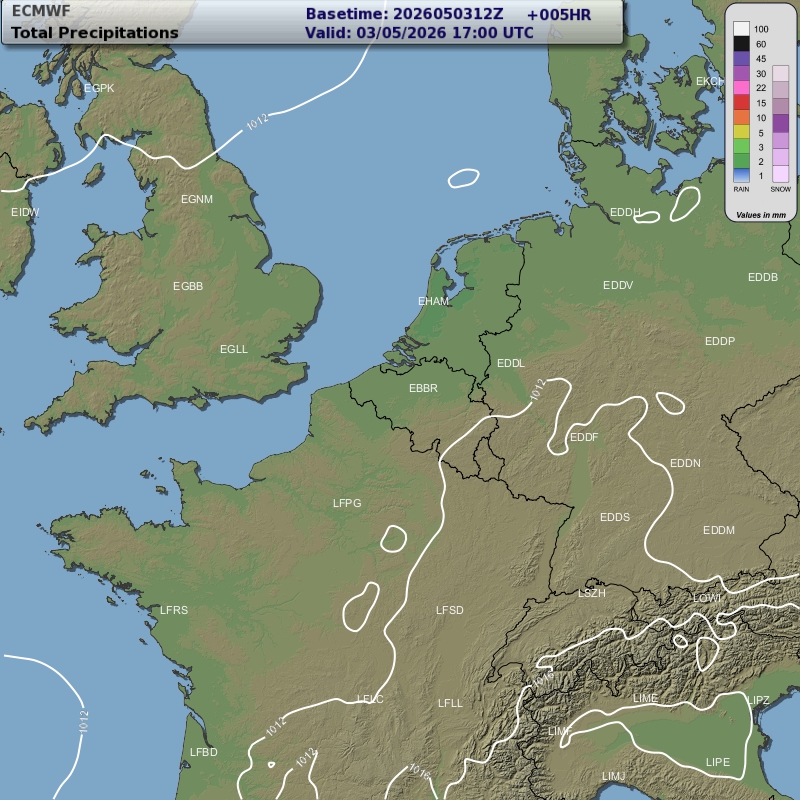 ECMWF
Basetime: 2026050312Z +005HR
Total Precipitations
Valid: 03/05/2026 17:00 UTC
100
60
45
30
22
15
10
5
3
2
1
RAIN SNOW
Values in mm
EGPK
EKCH
1012
EGNM
EIDW
EDDH
EGBB
EDDV
EDDB
EHAM
EDDP
EGLL
EDDL
EBBR
1012
EDDF
EDDN
LFPG
EDDS
EDDM
LSZH
LOWI
LFRS
LFSD
1016
LFLC
LIME
LIPZ
LFLL
1012
1012
LIMF
LFBD
1012
LIPE
1016
LIMJ